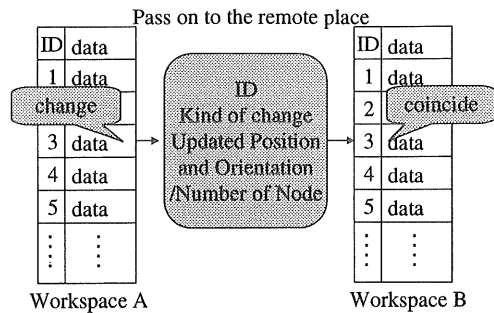 Pass on to the remote place
ID data
1 data
change
3 data
4 data
5 data
⋮ ⋮
Workspace A
ID
Kind of change
Updated Position
and Orientation
/Number of Node
ID data
1 data
2
coincide
3 data
4 data
5 data
⋮ ⋮
Workspace B